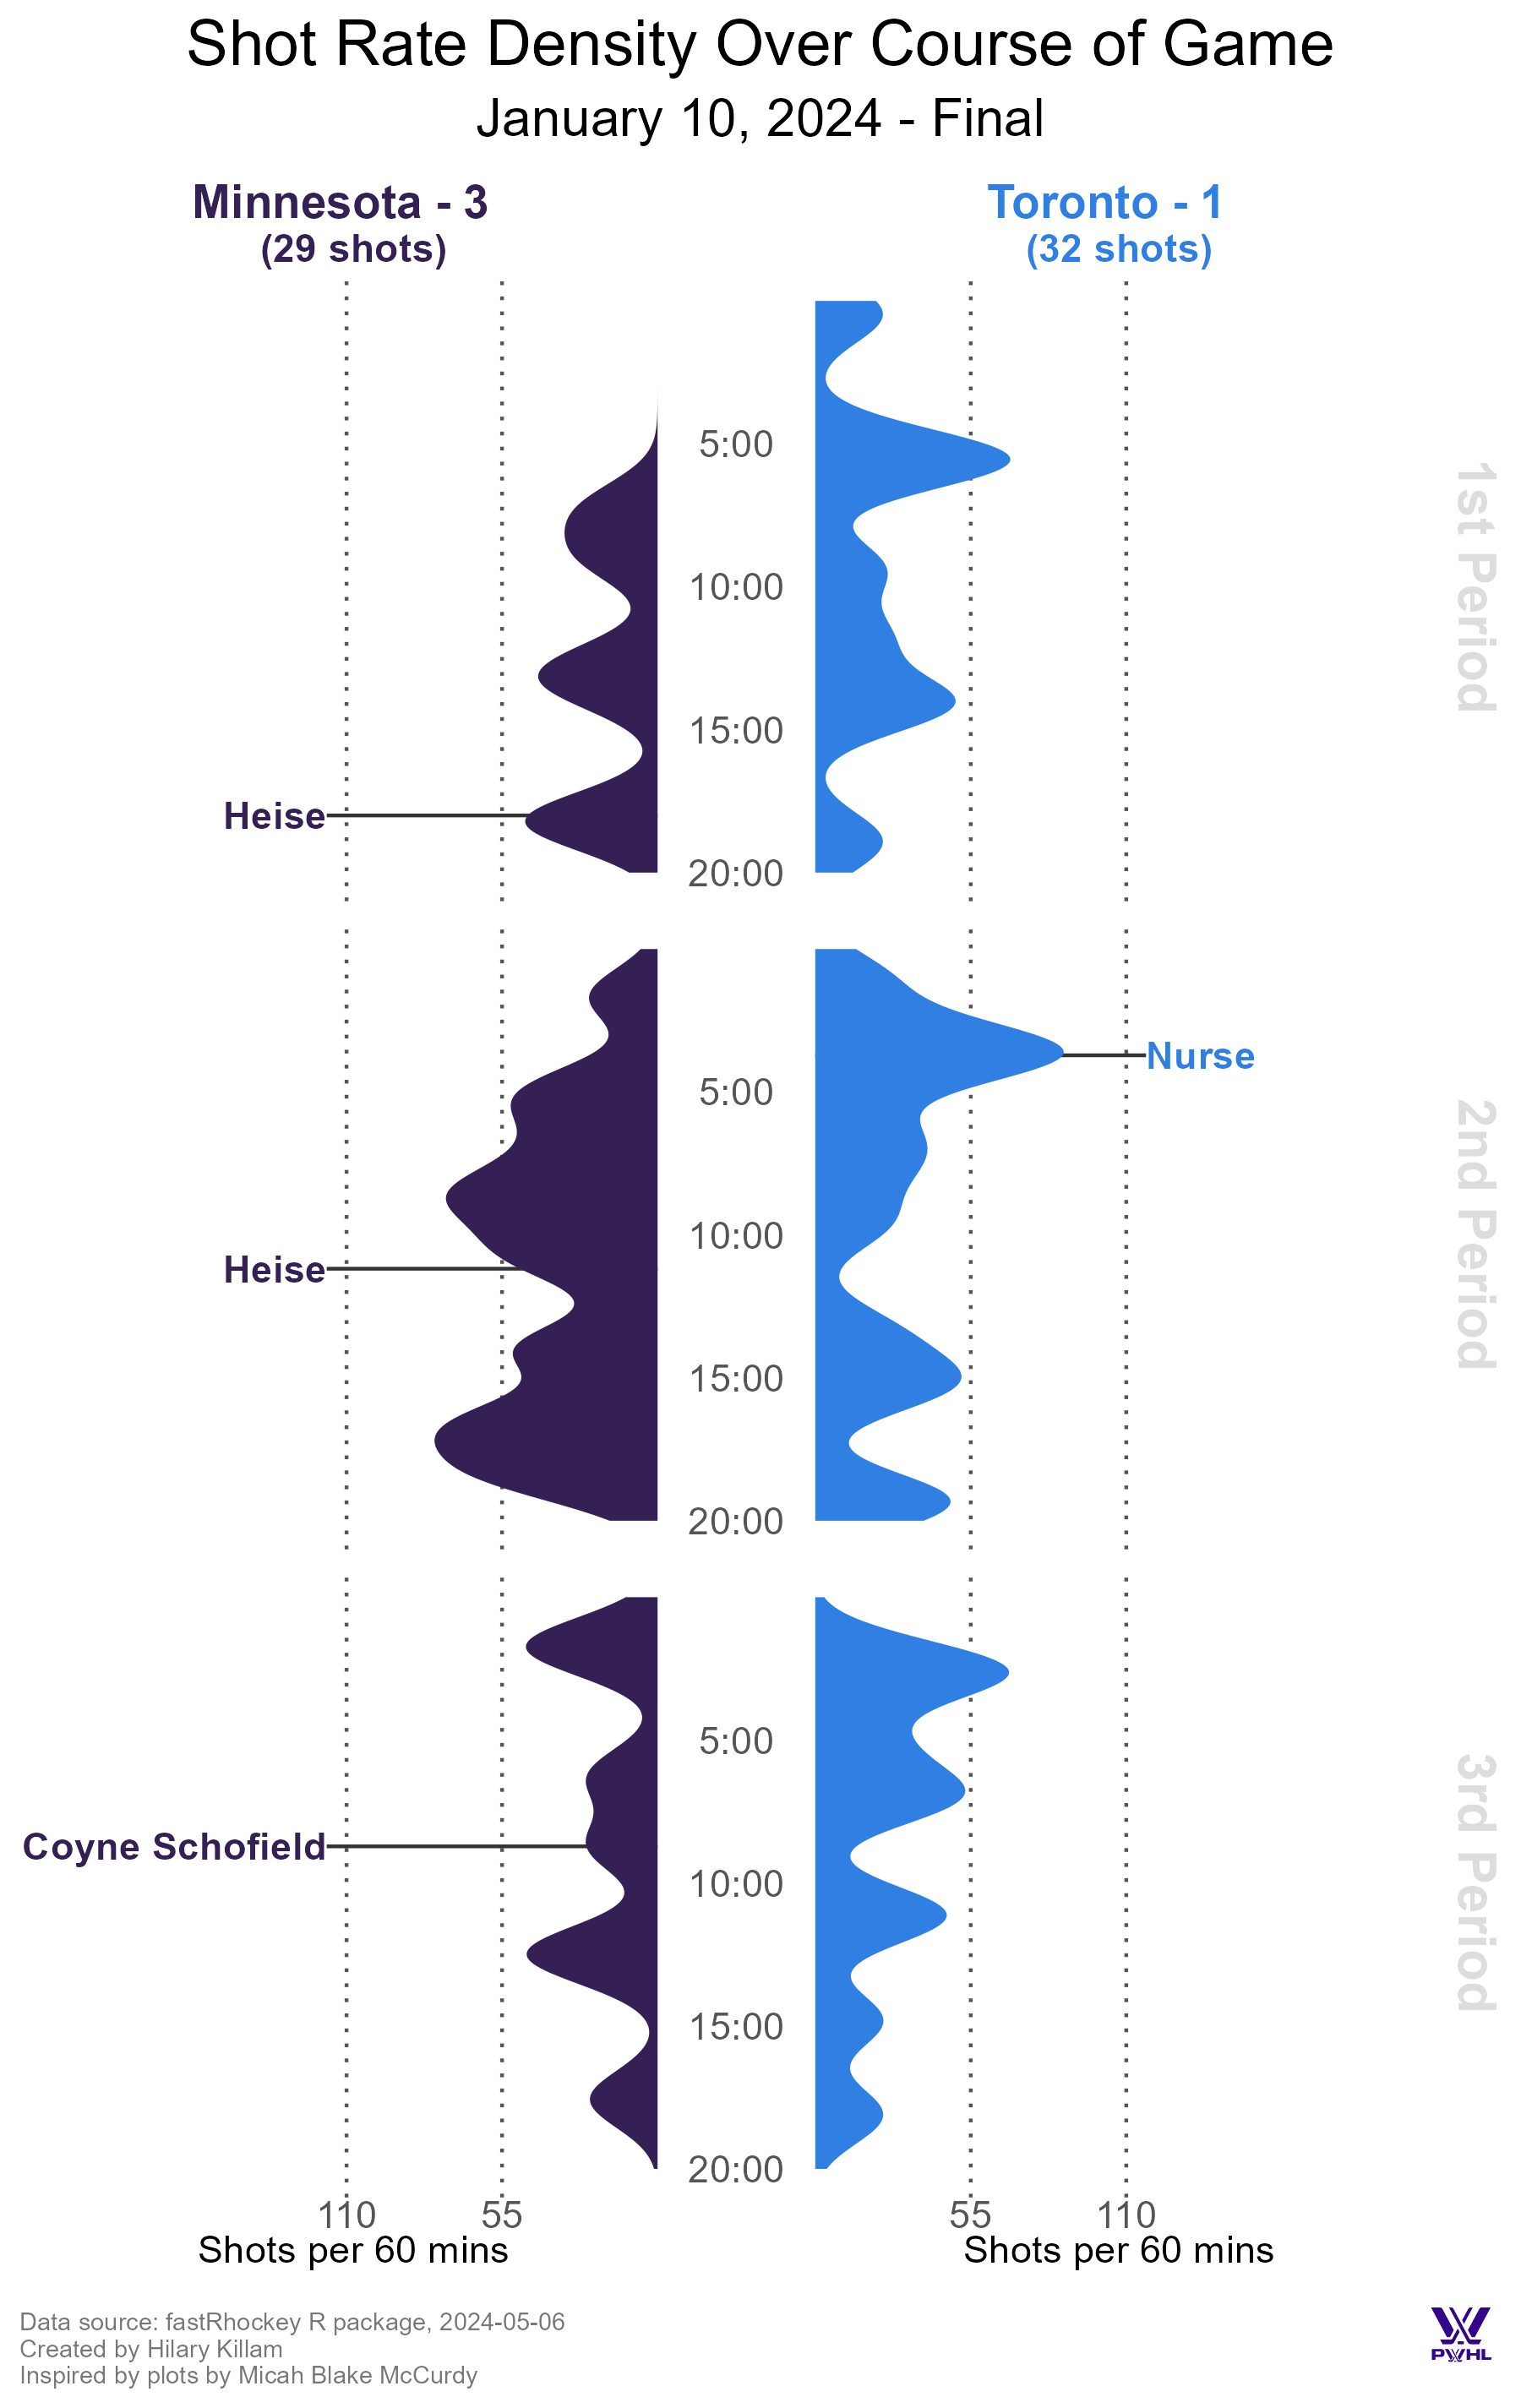 Shot Rate Density Over Course of Game
January 10, 2024 - Final
Minnesota - 3
(29 shots)
Toronto - 1
(32 shots)
5:00
10:00
15:00
20:00
Heise
1st Period
5:00
10:00
15:00
20:00
Nurse
Heise
2nd Period
5:00
10:00
15:00
20:00
Coyne Schofield
3rd Period
110 55 55 110
Shots per 60 mins
Shots per 60 mins
Data source: fastRhockey R package, 2024-05-06
Created by Hilary Killam
Inspired by plots by Micah Blake McCurdy
PWHL